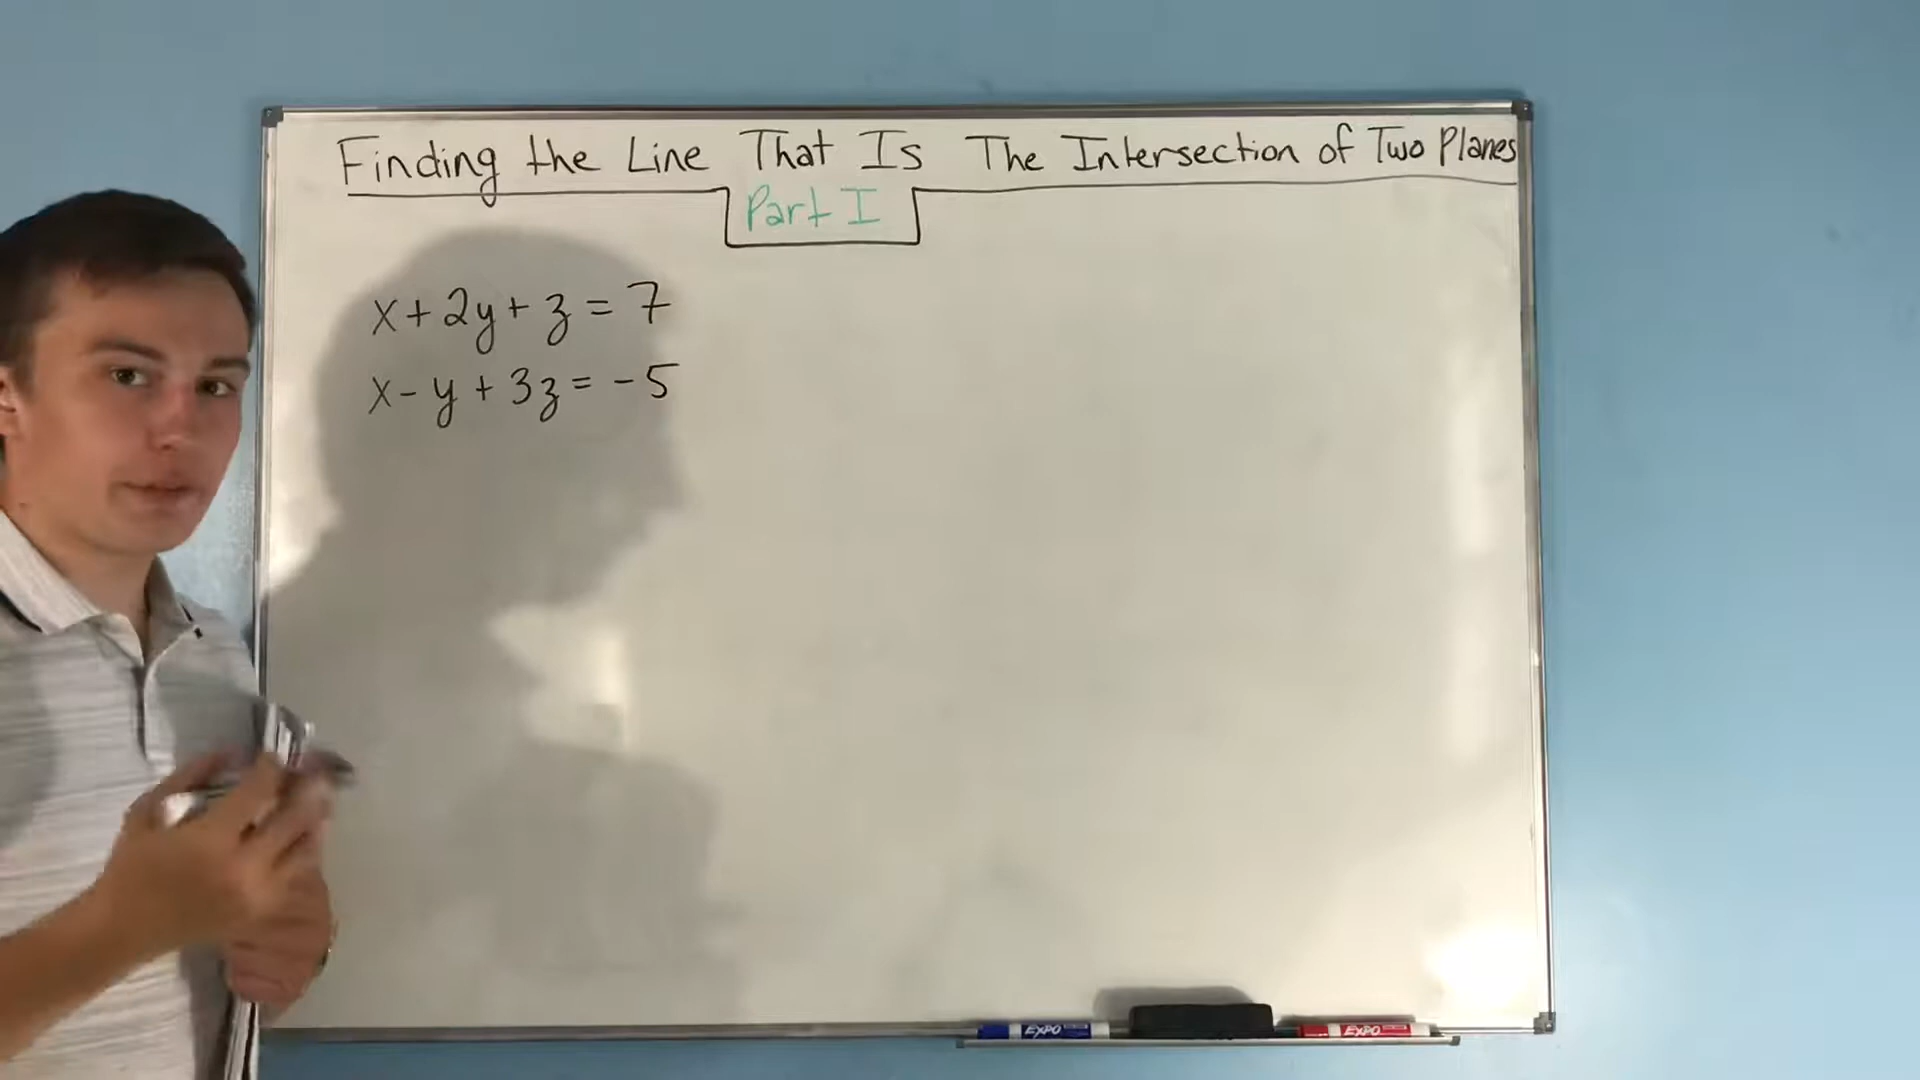 Finding the Line That Is The Intersection of Two Planes
Part I
x + 2y + z = 7
x - y + 3z = -5
EXPO
EXPO